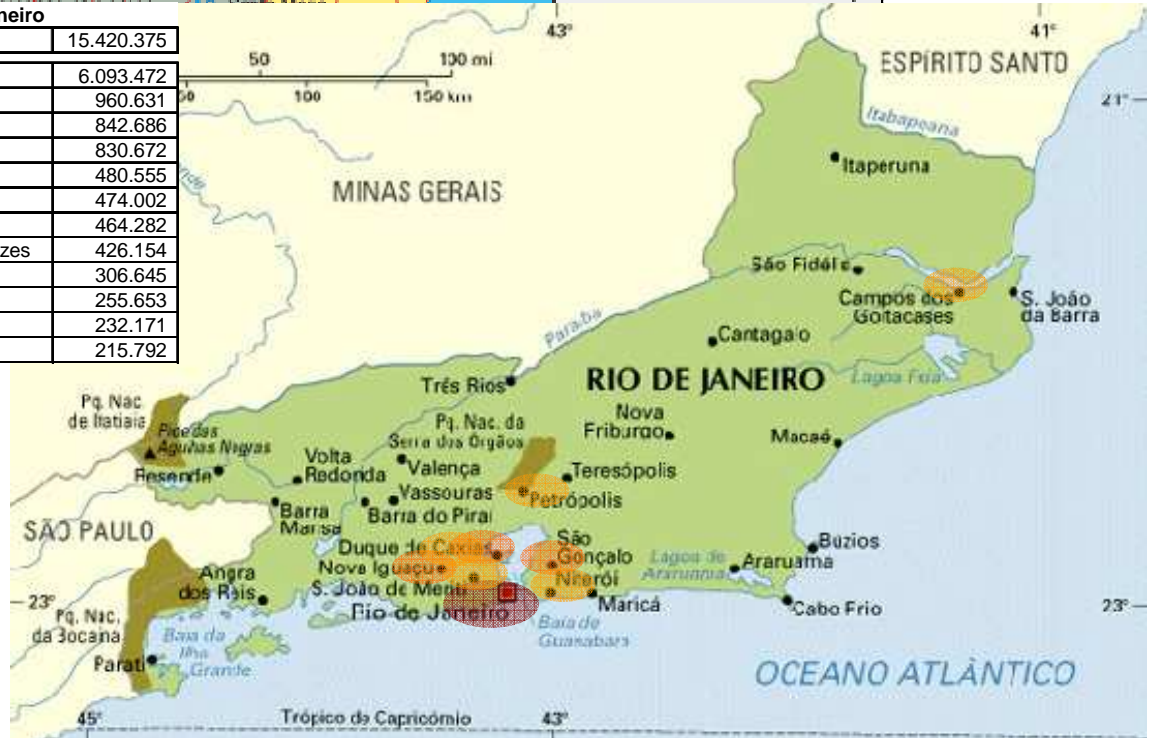 neiro
15.420.375
6.093.472
960.631
842.686
830.672
480.555
474.002
464.282
zes 426.154
306.645
255.653
232.171
215.792
43°
41°
50
100 mi
100
150 km
ESPÍRITO SANTO
21°
Itabapoana
Itaperuna
MINAS GERAIS
São Fidélis
Campos dos
Goitacases
S. João
da Barra
Paraíba
Cantagalo
Três Rios
RIO DE JANEIRO
Lagoa Feia
Pq. Nac.
de Itatiaia
Pico das
Agulhas Negras
Resende
Pq. Nac. da
Serra dos Órgãos
Nova
Friburgo
Macaé
Volta
Redonda
Valença
Teresópolis
Vassouras
Petrópolis
Barra
Mansa
Barra do Piraí
SÃO PAULO
Duque de Caxias
São
Gonçalo
Búzios
Nova Iguaçu
Lagoa de
Araruama
Araruama
Angra
dos Reis
S. João de Meriti
Niterói
23°
Rio de Janeiro
Maricá
Cabo Frio
23°
Pq. Nac.
da Bocaina
Baía de
Guanabara
Baía da
Ilha
Grande
Parati
OCEANO ATLÂNTICO
45°
Trópico de Capricórnio
43°